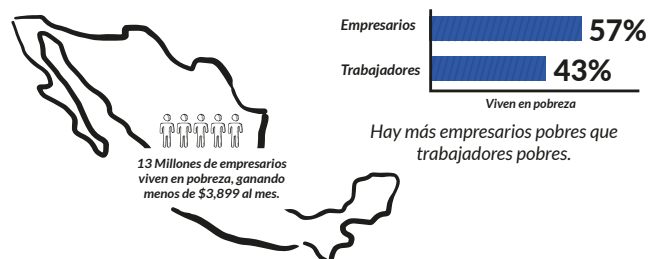 Empresarios 57%
Trabajadores 43%
Viven en pobreza
Hay más empresarios pobres que
trabajadores pobres.
13 Millones de empresarios
viven en pobreza, ganando
menos de $3,899 al mes.